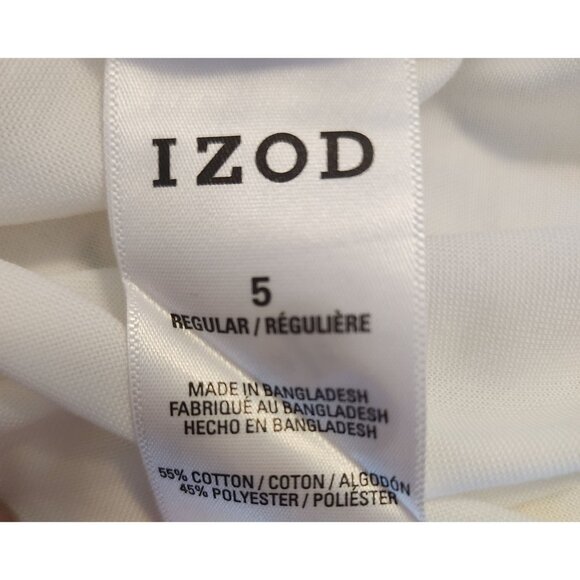 IZOD
5
REGULAR / RÉGULIÈRE
MADE IN BANGLADESH
FABRIQUÉ AU BANGLADESH
HECHO EN BANGLADESH
55% COTTON / COTON / ALGODÓN
45% POLYESTER / POLIÉSTER